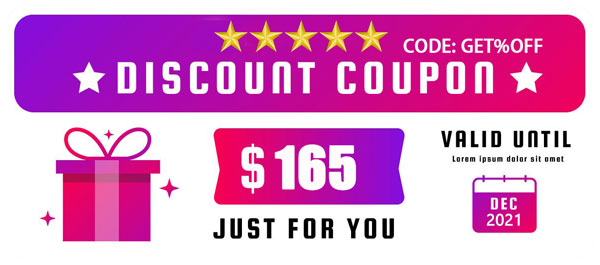 CODE: GET%OFF
DISCOUNT COUPON
$ 165
JUST FOR YOU
VALID UNTIL
Lorem ipsum dolor sit amet
DEC
2021